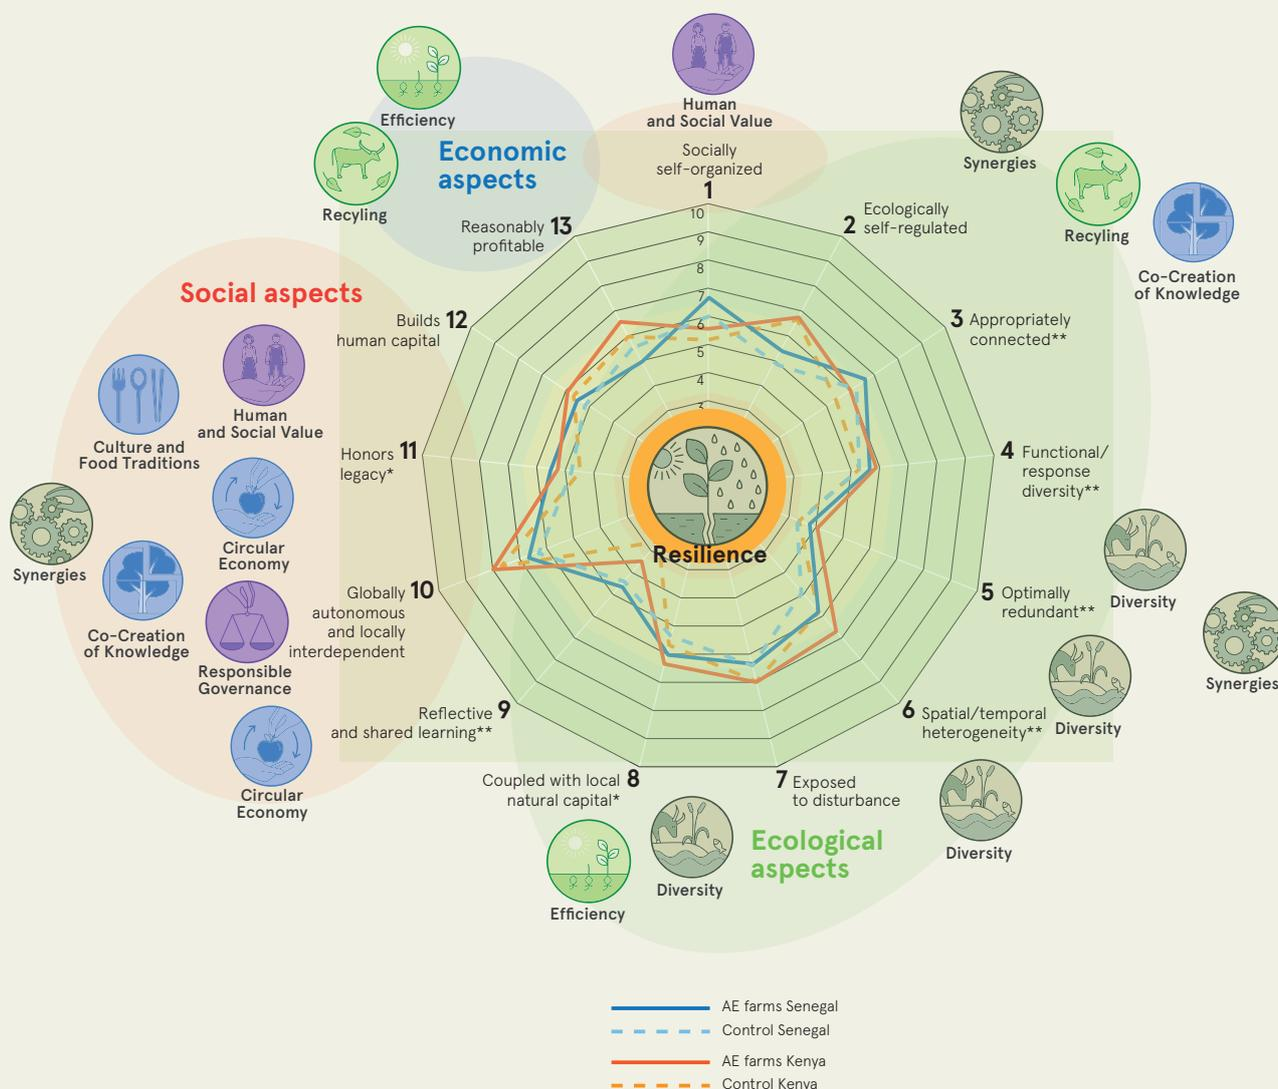 Efficiency
Recyling
Economic
aspects
Human
and Social Value
Socially
self-organized
1
Synergies
Recyling
Co-Creation
of Knowledge
Reasonably
profitable
13
2
Ecologically
self-regulated
10
9
8
7
6
5
4
3
Social aspects
Builds
human capital
12
3
Appropriately
connected**
Human
and Social Value
Culture and
Food Traditions
Honors
legacy*
11
4
Functional/
response
diversity**
Synergies
Circular
Economy
Resilience
Globally
autonomous
and locally
interdependent
10
5
Optimally
redundant**
Diversity
Co-Creation
of Knowledge
Responsible
Governance
Synergies
Reflective
and shared learning**
9
6
Spatial/temporal
heterogeneity**
Diversity
Circular
Economy
Coupled with local
natural capital*
8
7
Exposed
to disturbance
Efficiency
Diversity
Ecological
aspects
Diversity
AE farms Senegal
Control Senegal
AE farms Kenya
Control Kenya